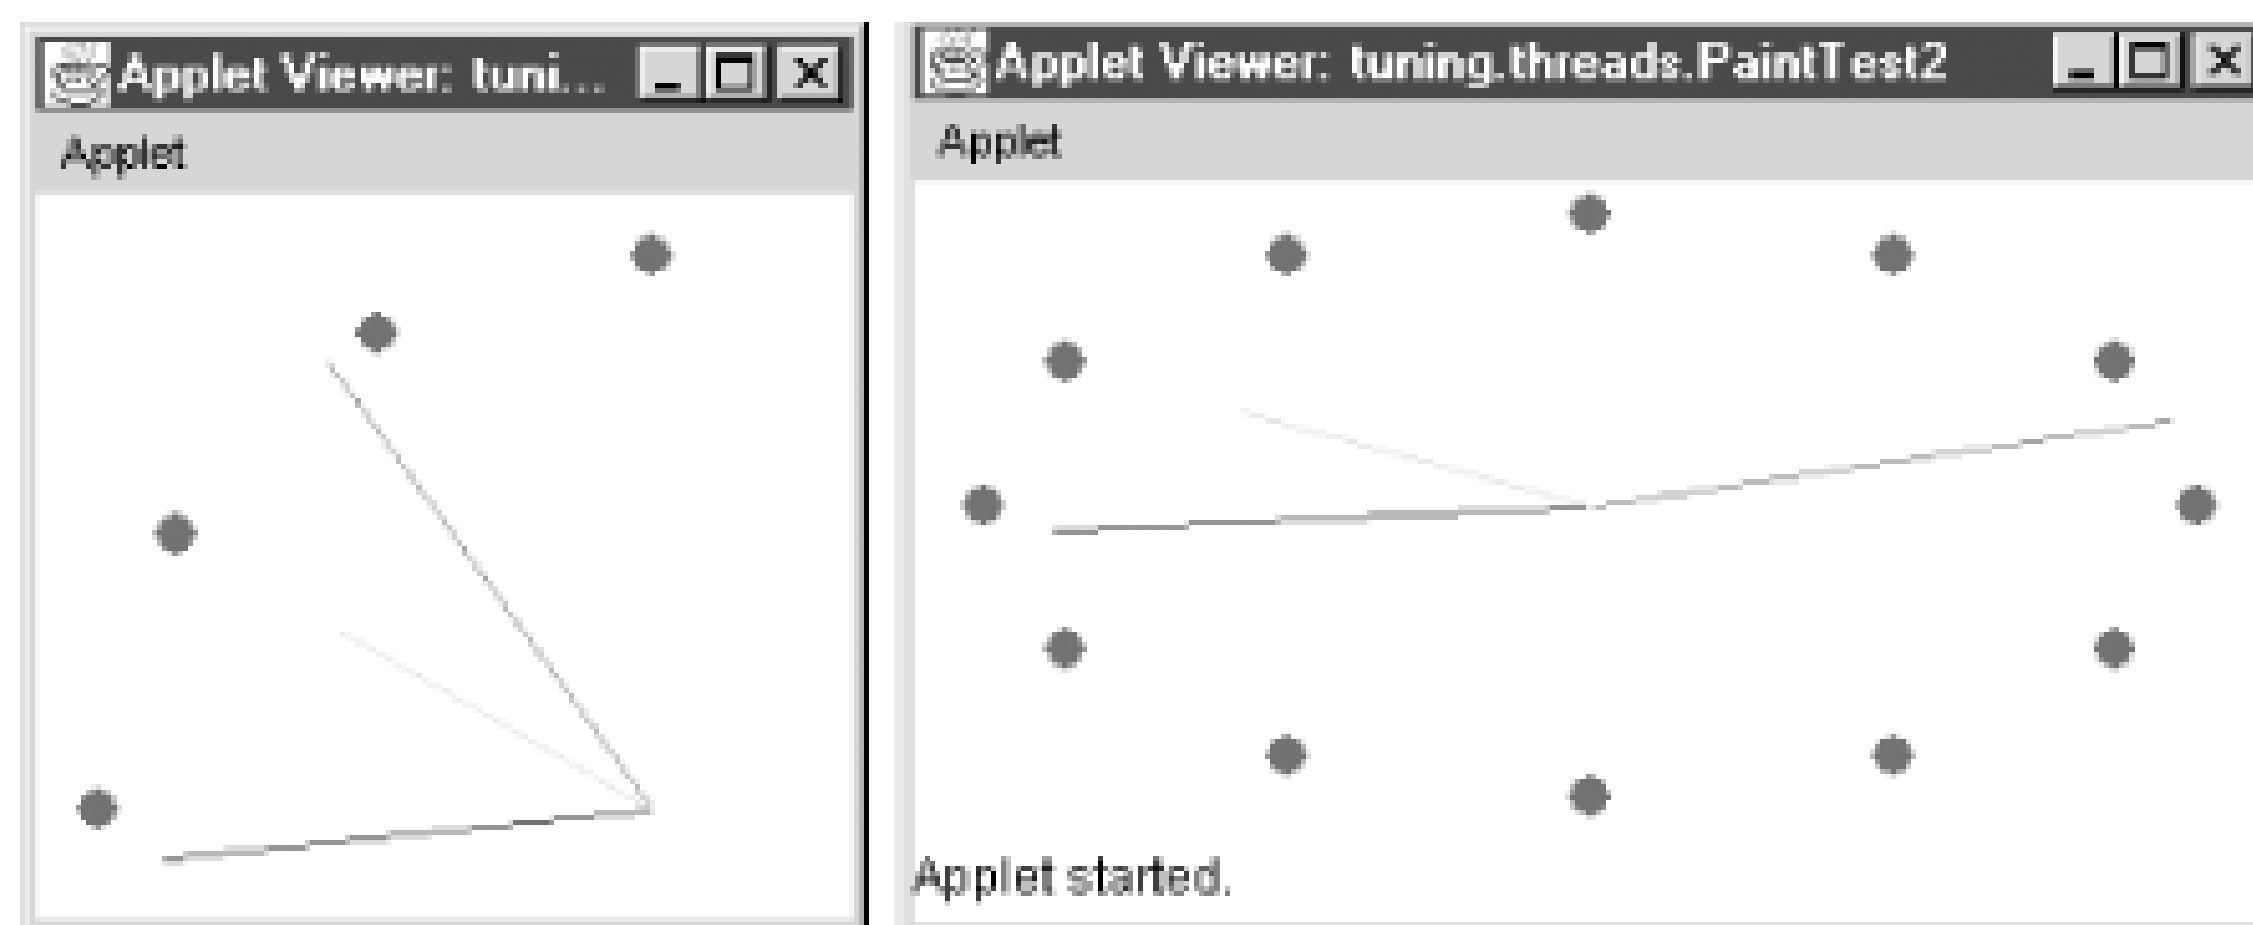 Applet Viewer: tuni...
Applet
Applet Viewer: tuning.threads.PaintTest2
Applet
Applet started.